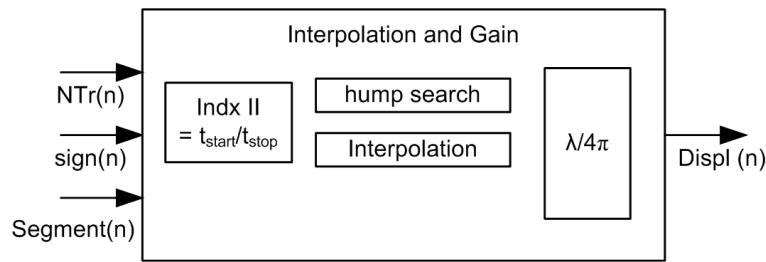 Interpolation and Gain
NTr(n)
sign(n)
Segment(n)
Indx II
= tstart/tstop
hump search
Interpolation
λ/4π
Displ (n)